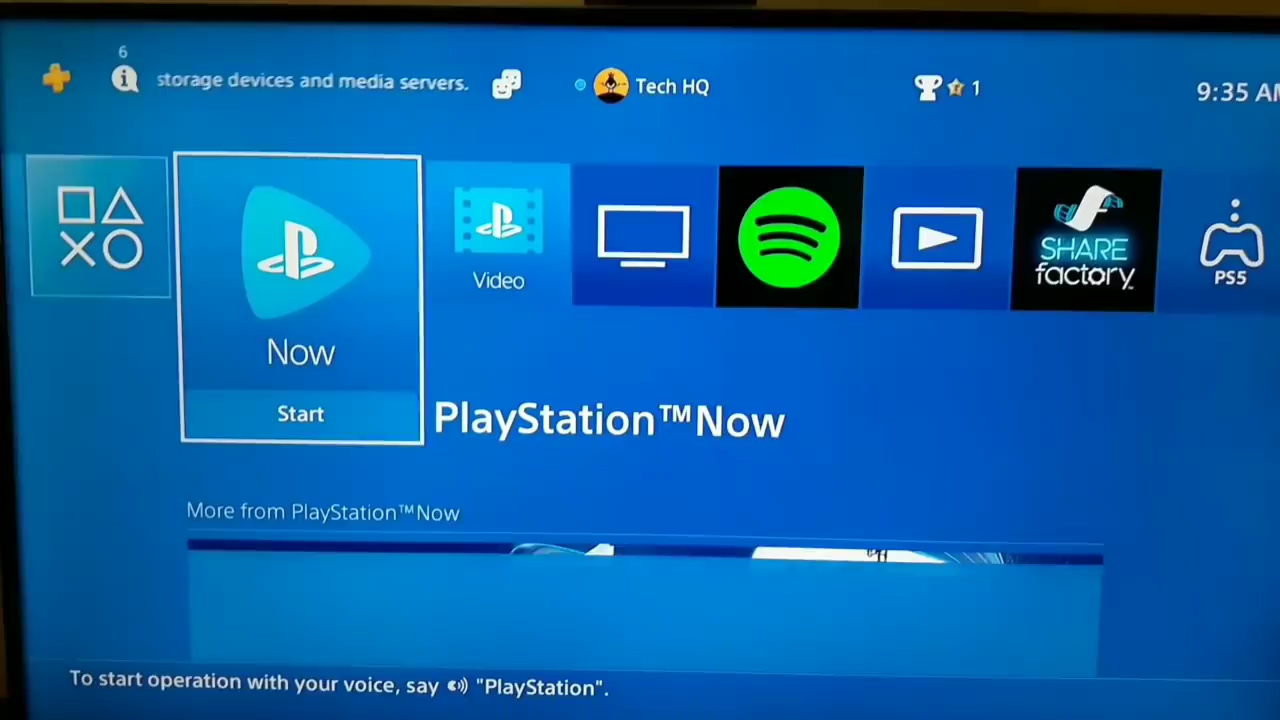 6
storage devices and media servers.
Tech HQ
1
9:35 AM
Now
Start
Video
SHARE
factory™
PS5
PlayStation™Now
More from PlayStation™Now
To start operation with your voice, say "PlayStation".